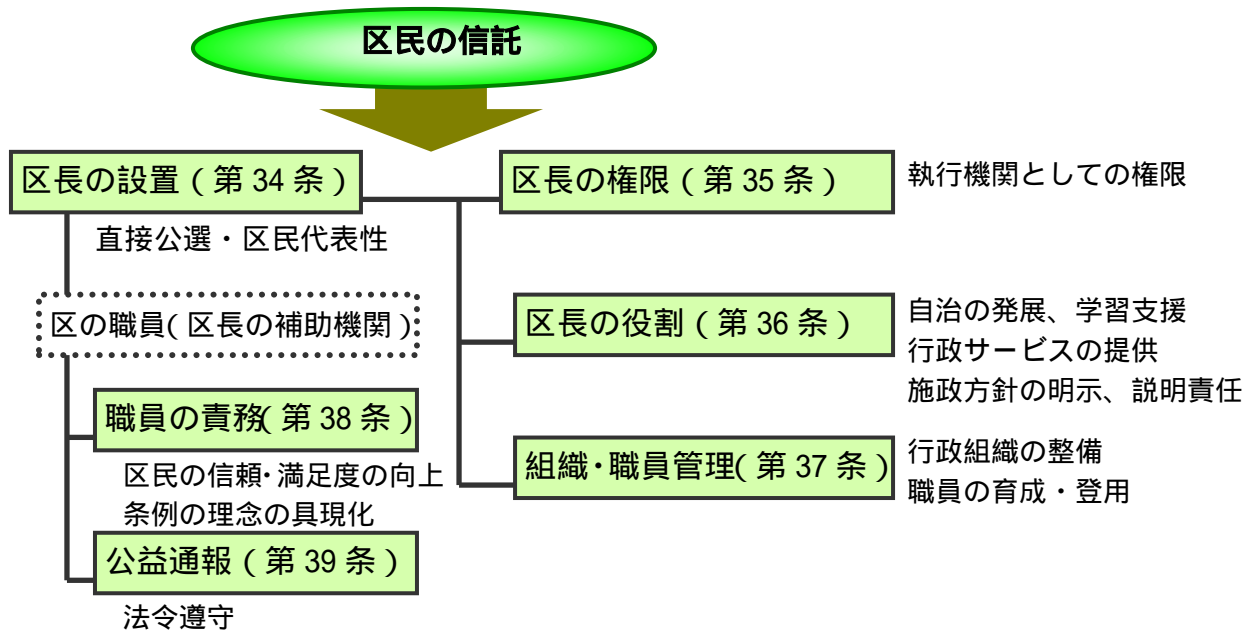 区民の信託
区長の設置（第 34 条）
直接公選・区民代表性
区の職員（区長の補助機関）
職員の責務（第 38 条）
区民の信頼・満足度の向上
条例の理念の具現化
公益通報（第 39 条）
法令遵守
区長の権限（第 35 条）
執行機関としての権限
区長の役割（第 36 条）
自治の発展、学習支援
行政サービスの提供
施政方針の明示、説明責任
組織・職員管理（第 37 条）
行政組織の整備
職員の育成・登用